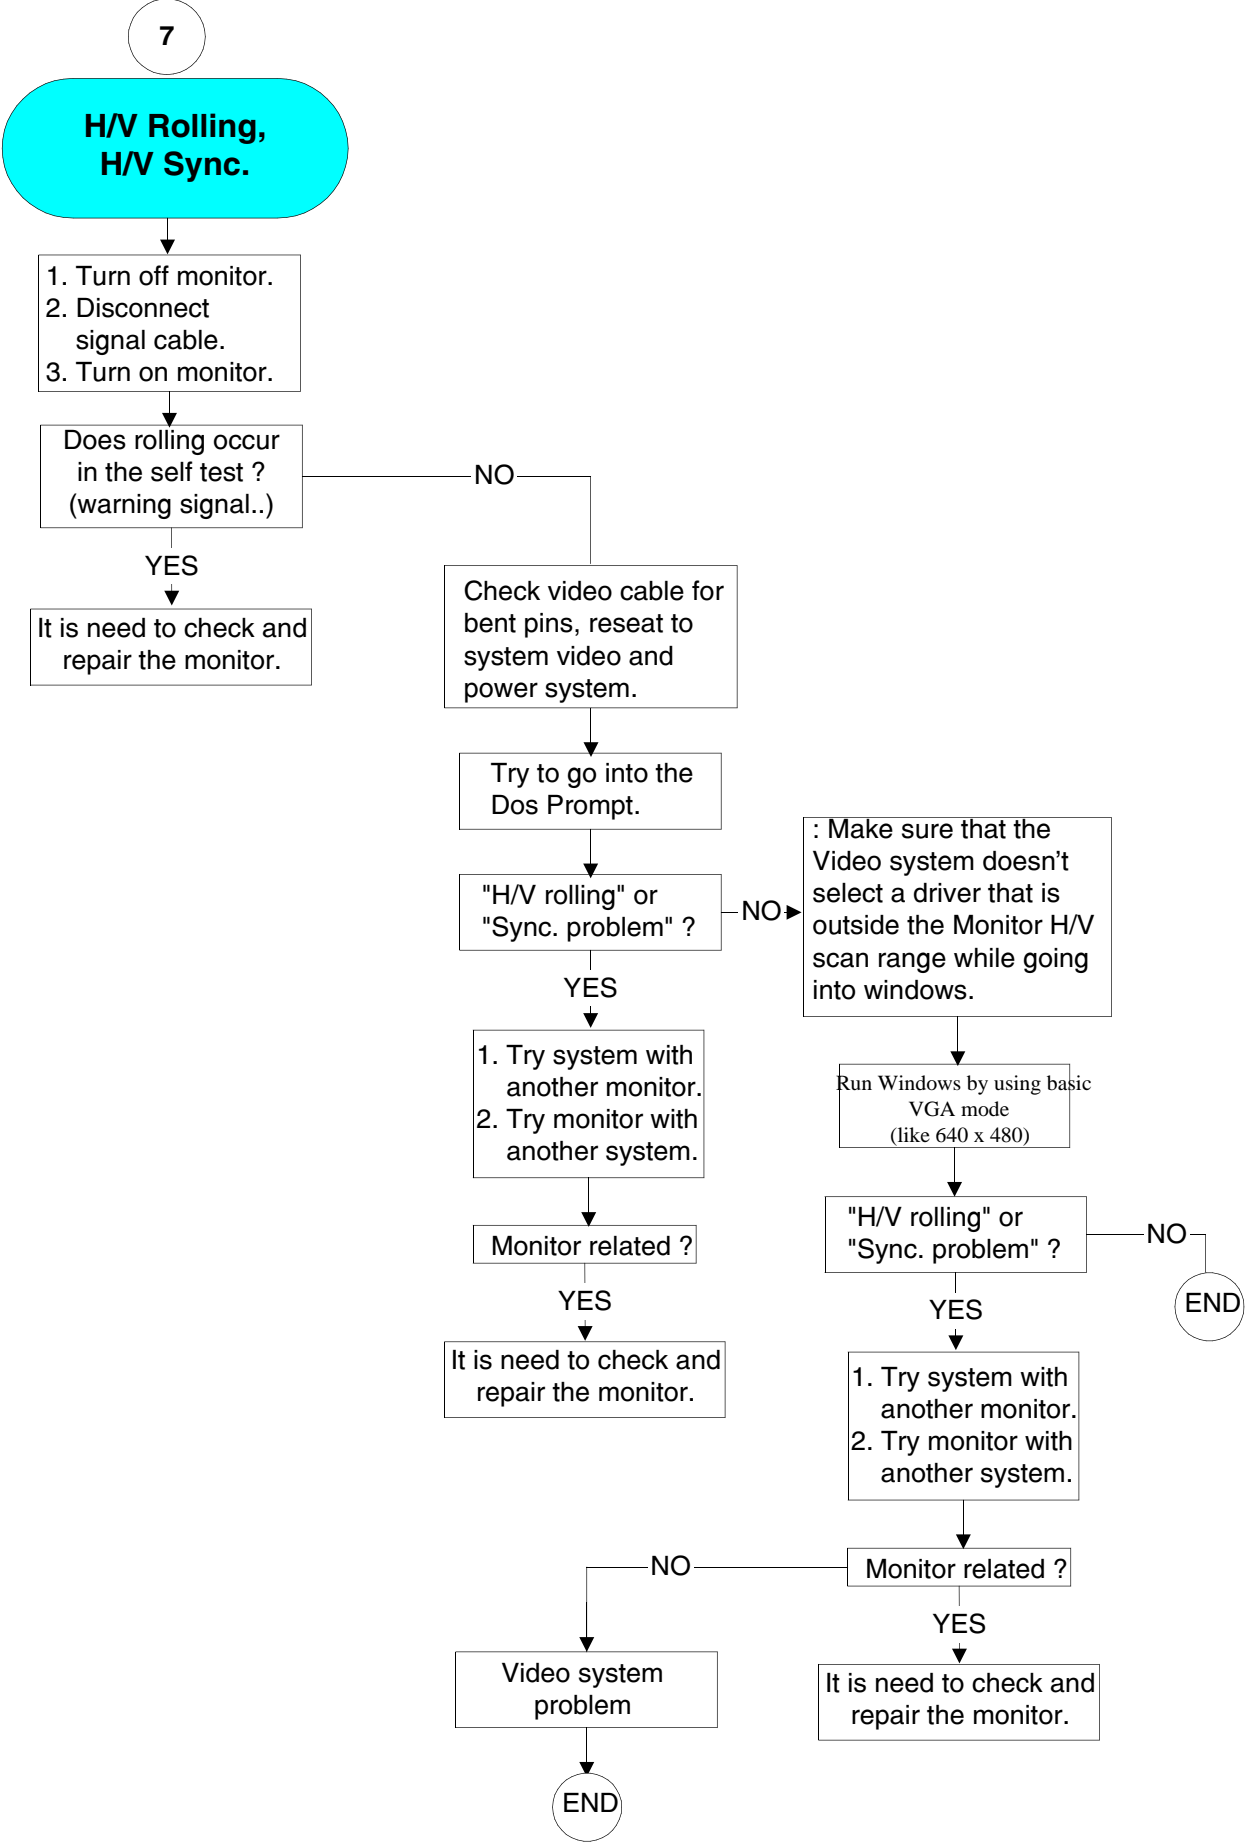 7
H/V Rolling,
H/V Sync.
1. Turn off monitor.
2. Disconnect
signal cable.
3. Turn on monitor.
Does rolling occur
in the self test ?
(warning signal..)
NO
YES
It is need to check and
repair the monitor.
Check video cable for
bent pins, reseat to
system video and
power system.
Try to go into the
Dos Prompt.
"H/V rolling" or
"Sync. problem" ?
NO
: Make sure that the
Video system doesn’t
select a driver that is
outside the Monitor H/V
scan range while going
into windows.
YES
1. Try system with
another monitor.
2. Try monitor with
another system.
Monitor related ?
YES
It is need to check and
repair the monitor.
Run Windows by using basic
VGA mode
(like 640 x 480)
"H/V rolling" or
"Sync. problem" ?
NO
END
YES
1. Try system with
another monitor.
2. Try monitor with
another system.
Monitor related ?
NO
YES
It is need to check and
repair the monitor.
Video system
problem
END